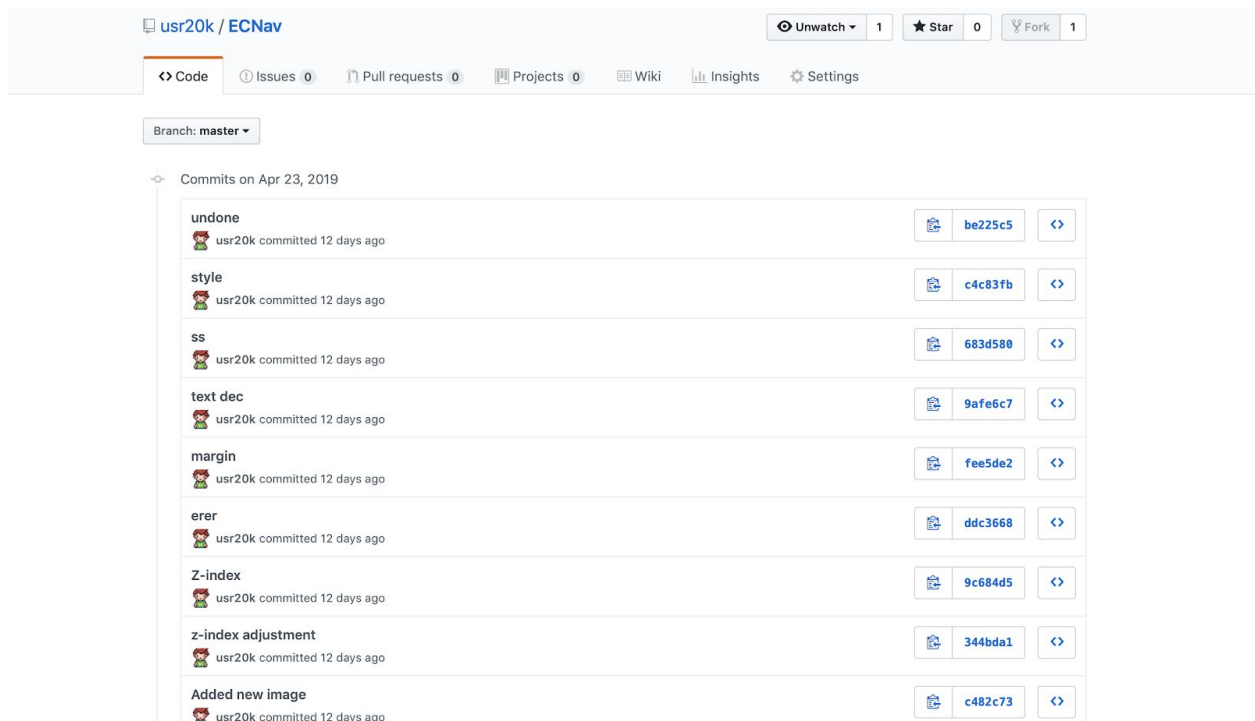 usr20k / ECNav
Unwatch 1 Star 0 Fork 1
Code Issues 0 Pull requests 0 Projects 0 Wiki Insights Settings
Branch: master
Commits on Apr 23, 2019
undone
usr20k committed 12 days ago
be225c5
style
usr20k committed 12 days ago
c4c83fb
ss
usr20k committed 12 days ago
683d580
text dec
usr20k committed 12 days ago
9afe6c7
margin
usr20k committed 12 days ago
fee5de2
erer
usr20k committed 12 days ago
ddc3668
Z-index
usr20k committed 12 days ago
9c684d5
z-index adjustment
usr20k committed 12 days ago
344bda1
Added new image
usr20k committed 12 days ago
c482c73